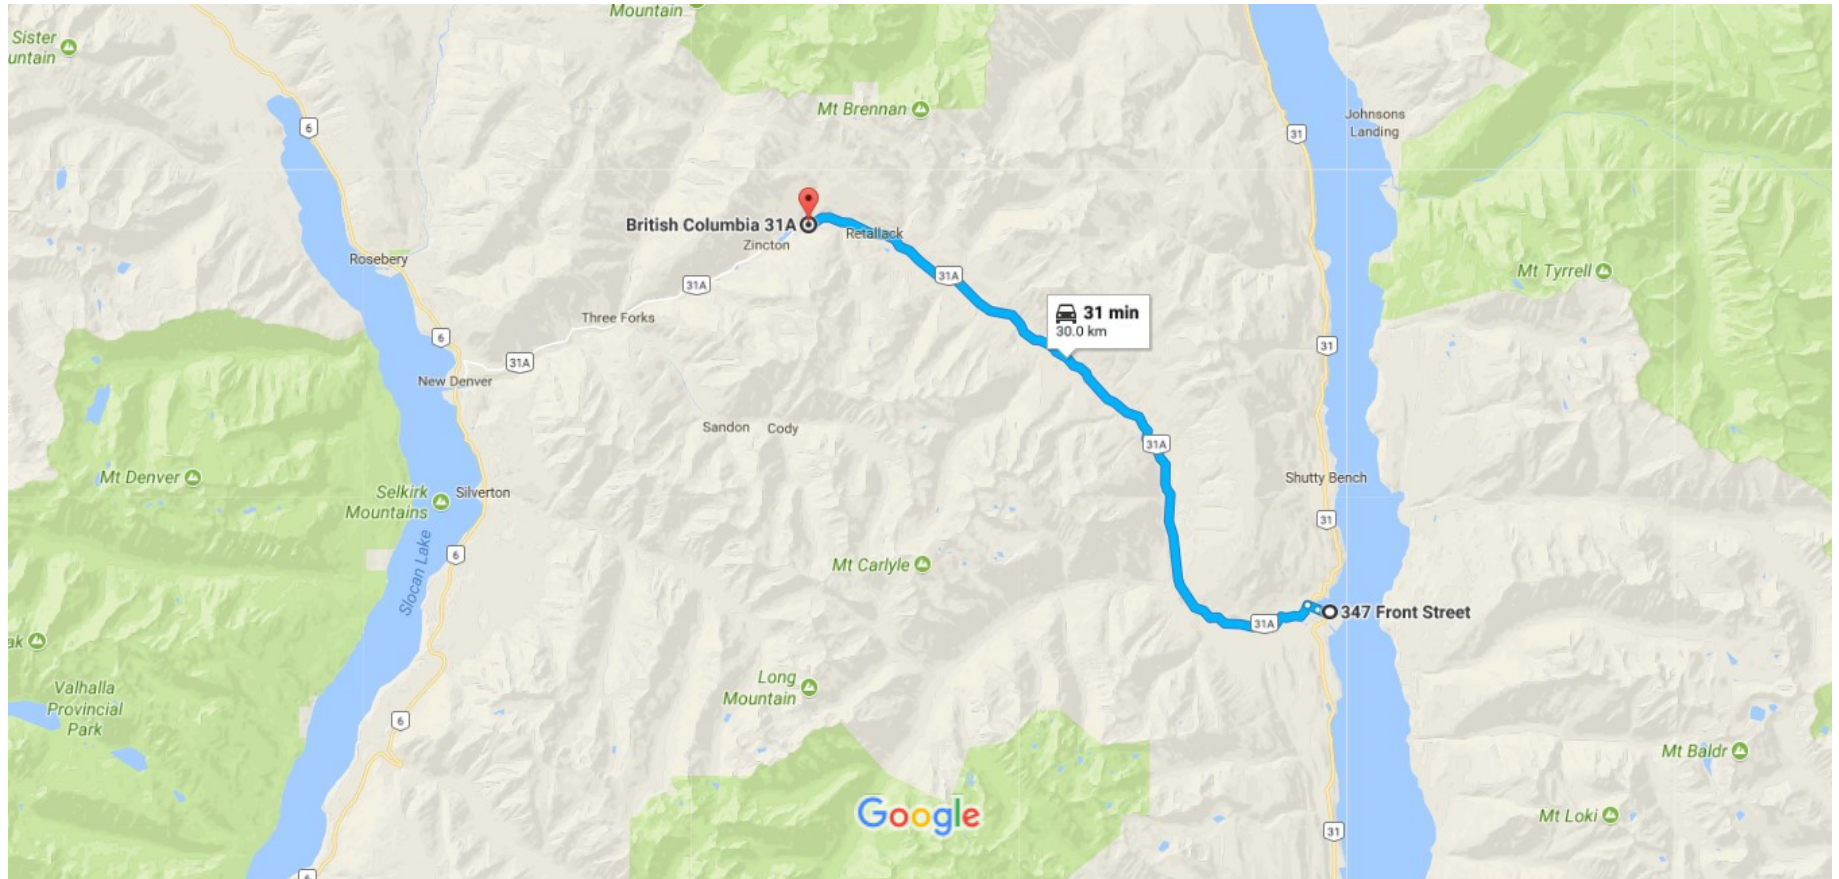 Mountain
Sister
untain
Mt Brennan
Johnsons
Landing
6
31
British Columbia 31A
Retallack
Zincton
Rosebery
31A
31A
Mt Tyrrell
Three Forks
31 min
30.0 km
6
31
31A
New Denver
Sandon
Cody
31A
Mt Denver
Shutty Bench
Selkirk
Mountains
Silverton
31
6
Slocan Lake
Mt Carlyle
347 Front Street
31A
ak
Valhalla
Provincial
Park
Long
Mountain
6
Mt Baldr
Google
Mt Loki
31
6